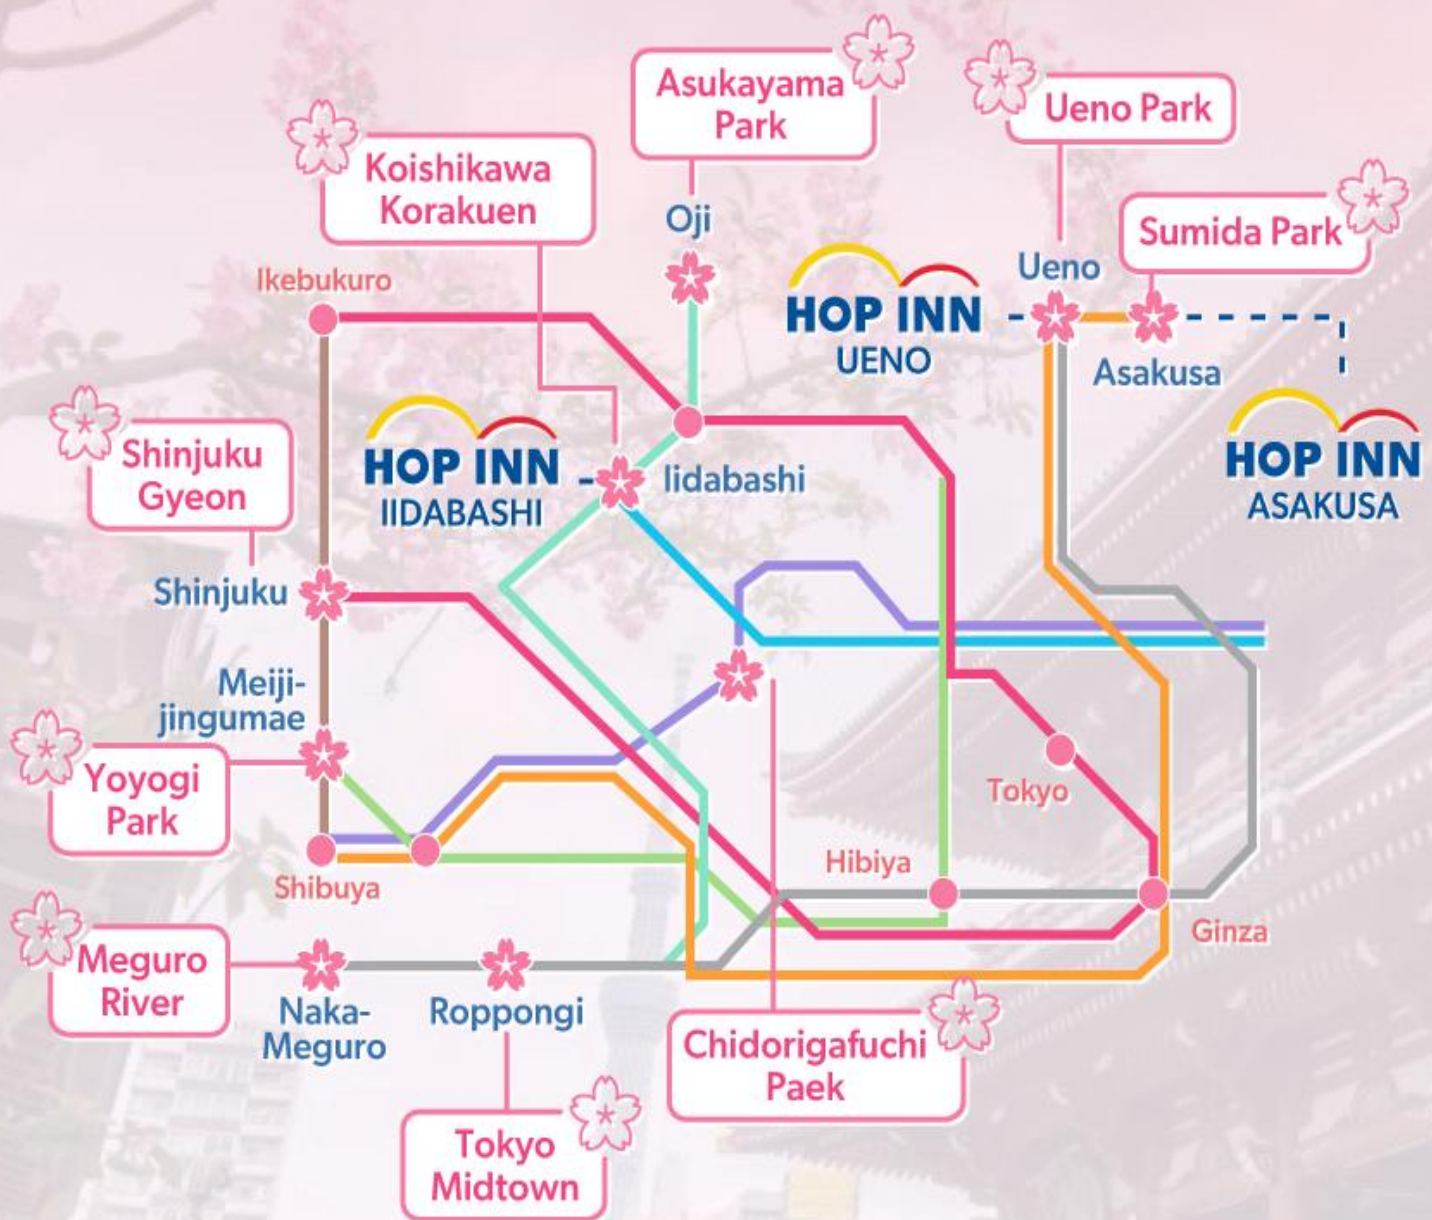 Asukayama
Park
Ueno Park
Koishikawa
Korakuen
Oji
Sumida Park
Ueno
Ikebukuro
HOP INN
UENO
Asakusa
Shinjuku
Gyeon
HOP INN
IIDABASHI
Iidabashi
HOP INN
ASAKUSA
Shinjuku
Meiji-
jingumae
Yoyogi
Park
Tokyo
Shibuya
Hibiya
Ginza
Meguro
River
Naka-
Meguro
Roppongi
Chidorigafuchi
Paek
Tokyo
Midtown